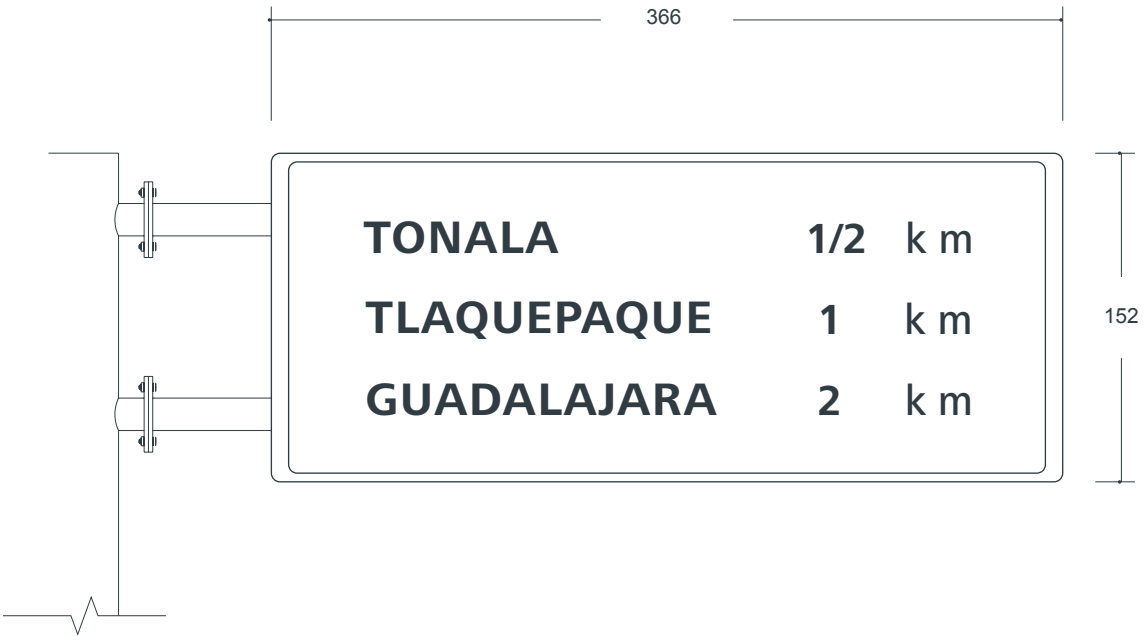 366
TONALA 1/2 k m
TLAQUEPAQUE 1 k m
152
GUADALAJARA 2 k m